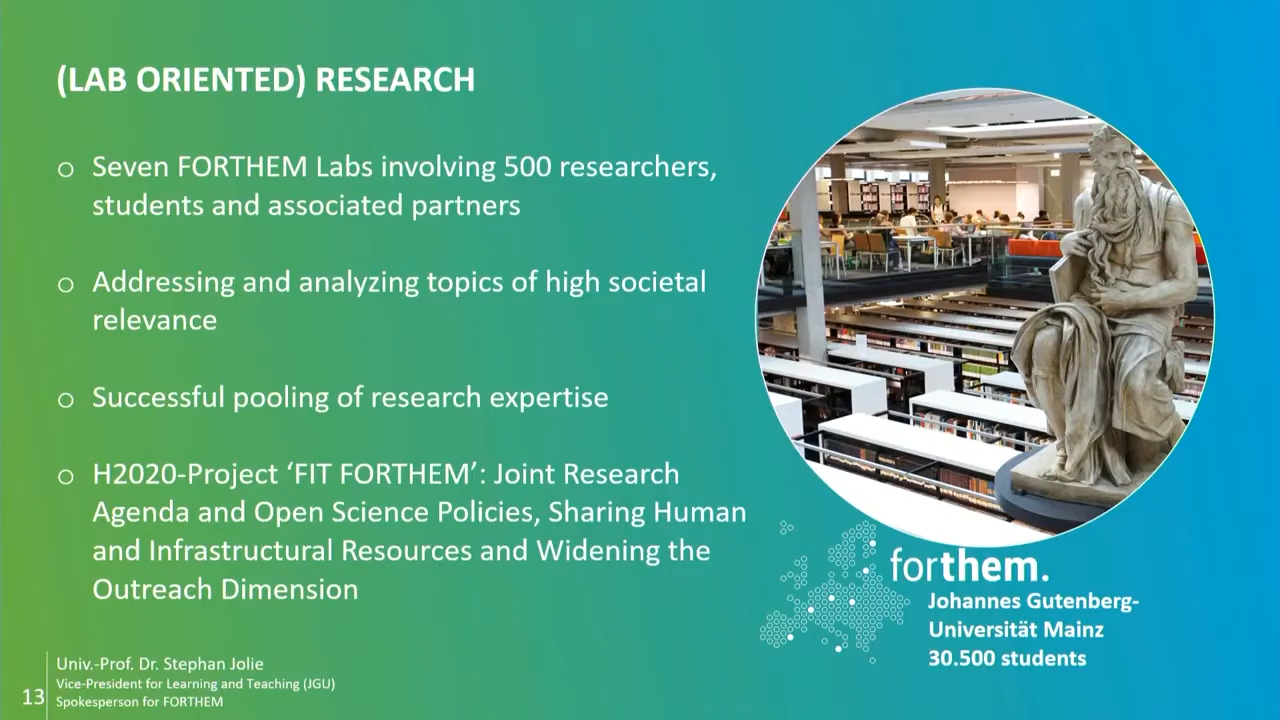 (LAB ORIENTED) RESEARCH
o Seven FORTHEM Labs involving 500 researchers,
students and associated partners
o Addressing and analyzing topics of high societal
relevance
o Successful pooling of research expertise
o H2020-Project ‘FIT FORTHEM’: Joint Research
Agenda and Open Science Policies, Sharing Human
and Infrastructural Resources and Widening the
Outreach Dimension
forthem.
Johannes Gutenberg-
Universität Mainz
30.500 students
13
Univ.-Prof. Dr. Stephan Jolie
Vice-President for Learning and Teaching (JGU)
Spokesperson for FORTHEM